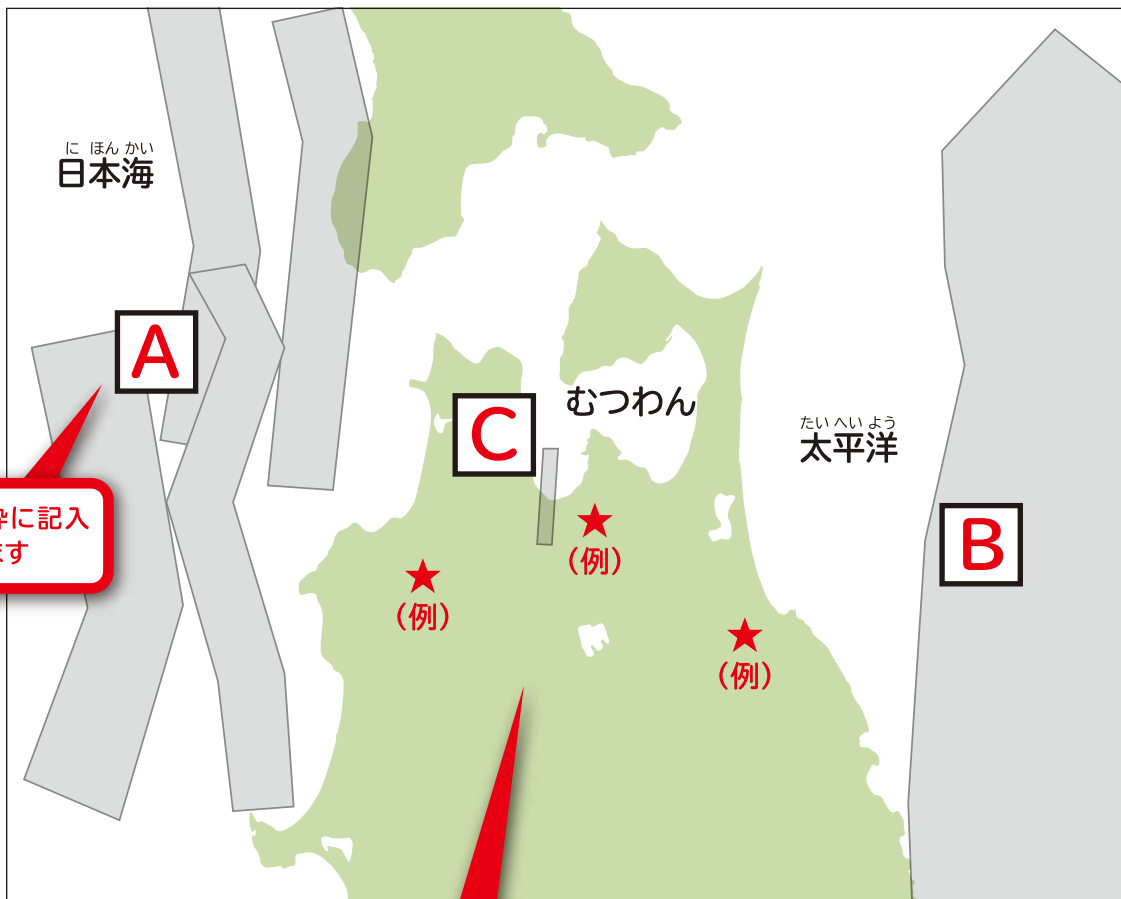 に ほん かい
日本海
A
枠に記入
ます
C
むつわん
たい へい よう
太平洋
B
★
(例)
★
(例)
★
(例)